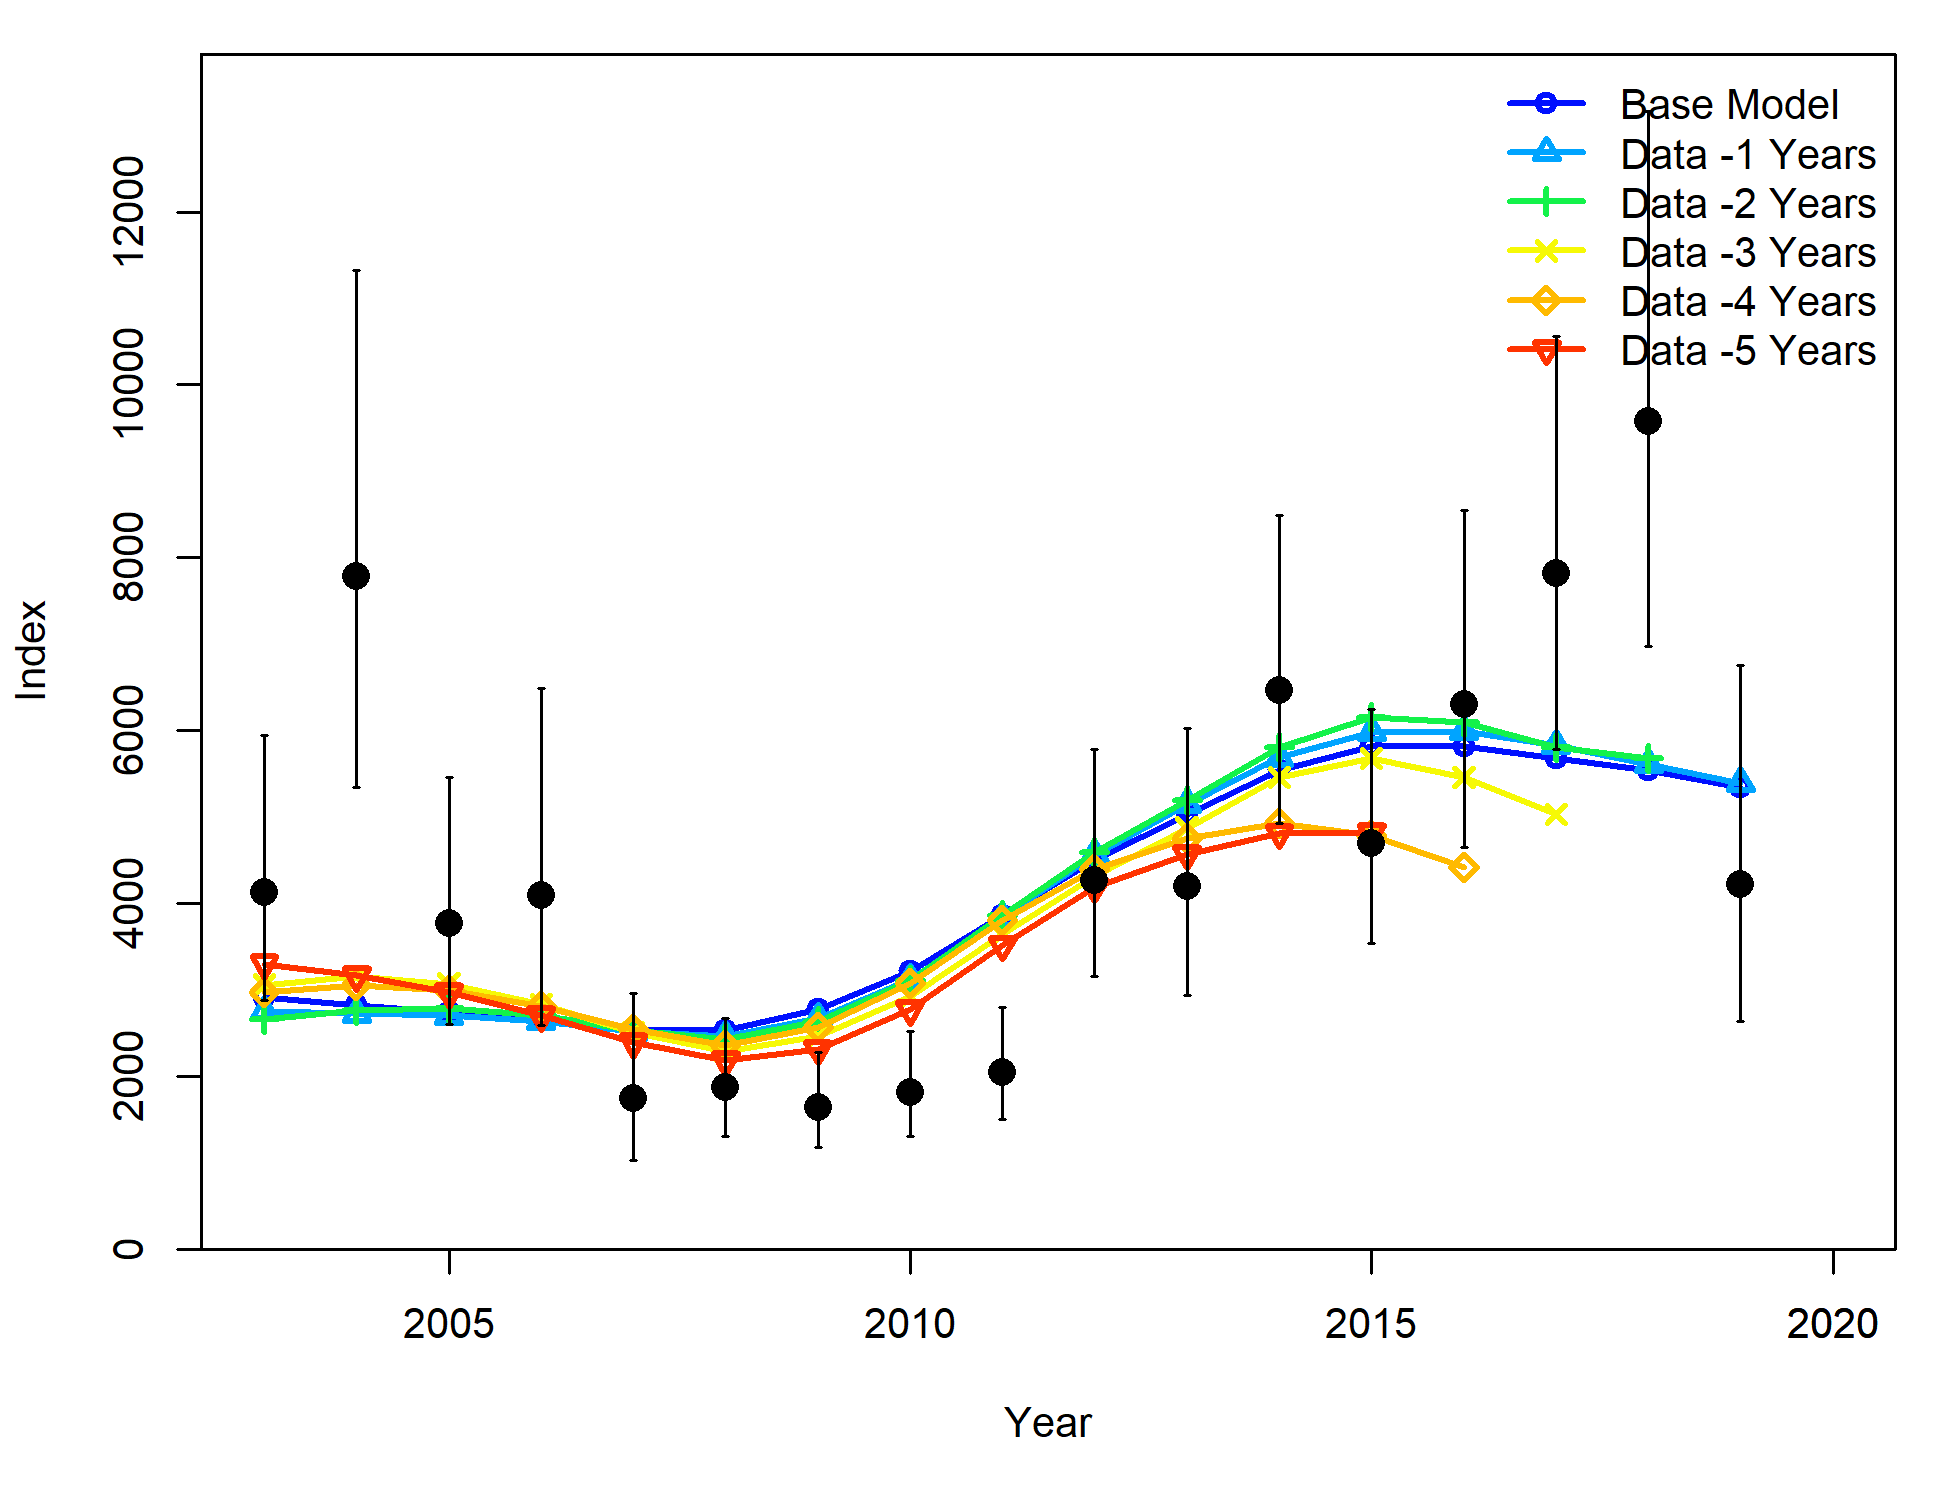 Base Model
Data -1 Years
Data -2 Years
Data -3 Years
Data -4 Years
Data -5 Years
12000
10000
8000
6000
4000
2000
0
Index
2005 2010 2015 2020
Year